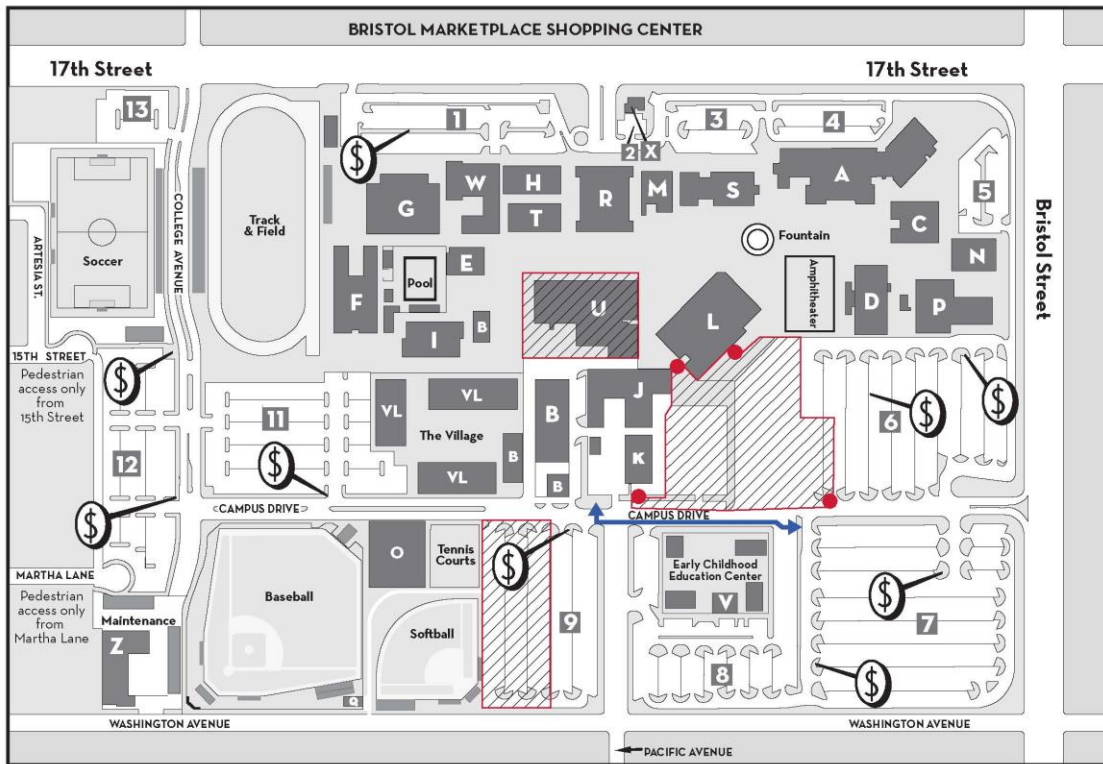 BRISTOL MARKETPLACE SHOPPING CENTER
17th Street
17th Street
13
1
2
X
3
4
5
$
W
H
T
R
M
S
A
G
C
N
COLLEGE AVENUE
ARTESIA ST.
Soccer
Track
& Field
Fountain
Bristol Street
F
Pool
E
I
B
U
L
Amphitheater
D
P
15TH STREET
Pedestrian
access only
from
15th Street
$
11
$
12
$
VL
VL
The Village
VL
B
B
B
J
K
6
$
$
CAMPUS DRIVE
CAMPUS DRIVE
MARTHA LANE
Pedestrian
access only
from
Martha Lane
Maintenance
Z
Baseball
O
Tennis
Courts
Softball
Q
$
9
Early Childhood
Education Center
V
8
$
7
$
WASHINGTON AVENUE
WASHINGTON AVENUE
PACIFIC AVENUE